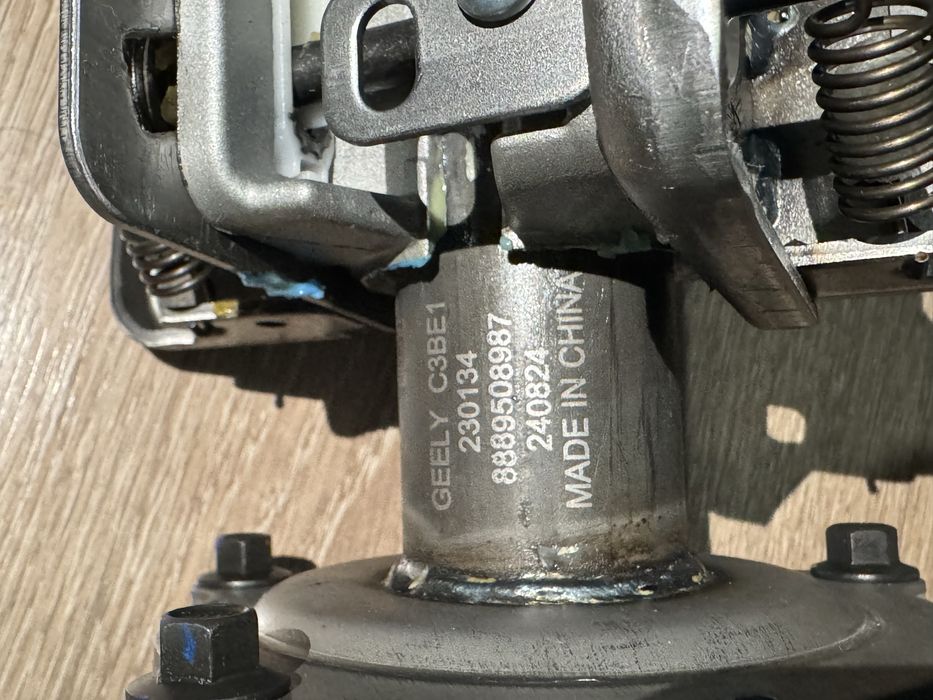 GEELY C3BE1
230134
8889508987
240824
MADE IN CHINA